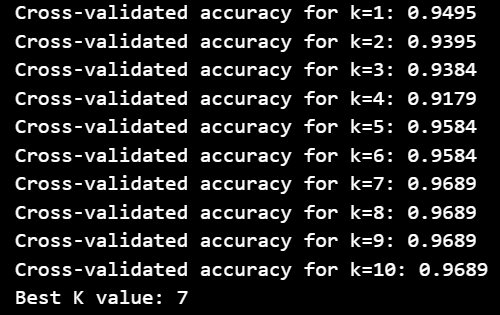 Cross-validated accuracy for k=1: 0.9495
Cross-validated accuracy for k=2: 0.9395
Cross-validated accuracy for k=3: 0.9384
Cross-validated accuracy for k=4: 0.9179
Cross-validated accuracy for k=5: 0.9584
Cross-validated accuracy for k=6: 0.9584
Cross-validated accuracy for k=7: 0.9689
Cross-validated accuracy for k=8: 0.9689
Cross-validated accuracy for k=9: 0.9689
Cross-validated accuracy for k=10: 0.9689
Best K value: 7